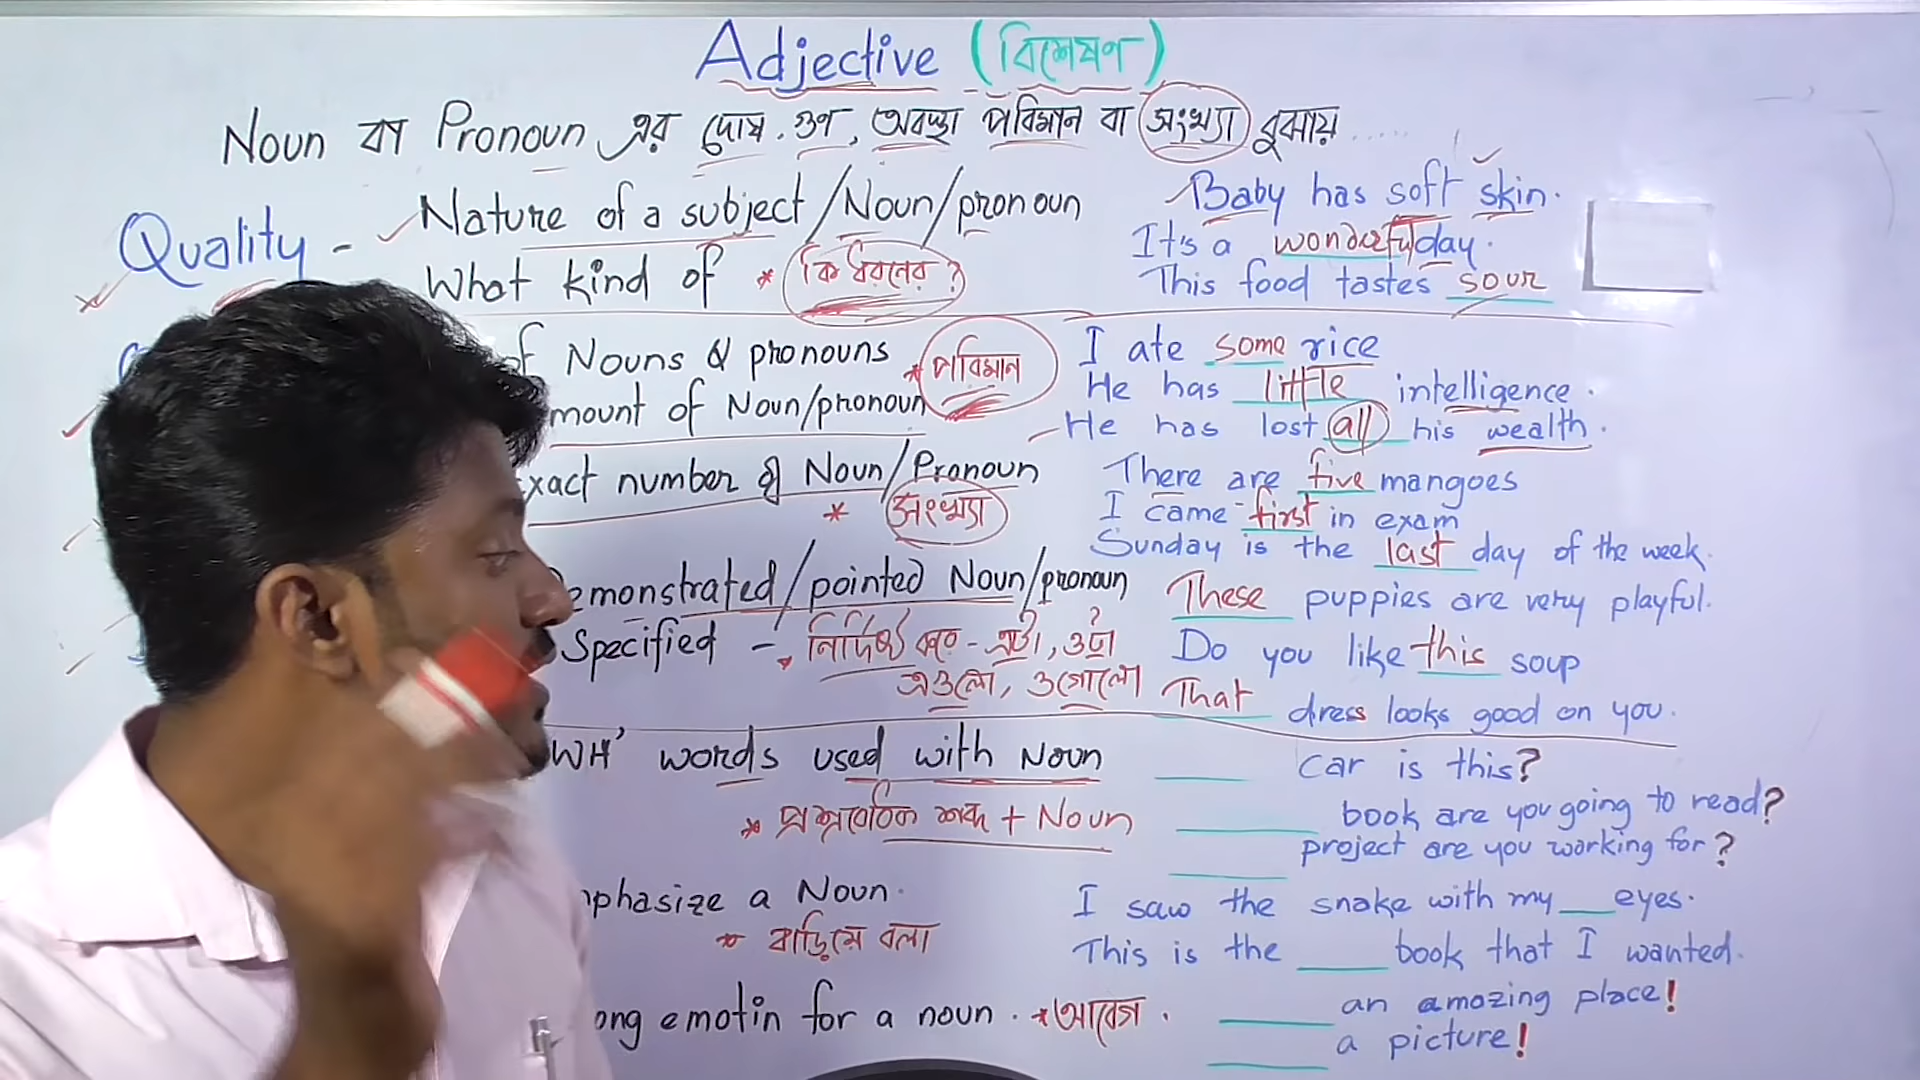 Adjective (বিশেষণ)
Noun বা Pronoun এর দোষ, গুণ, অবস্থা পরিমান বা সংখ্যা বুঝায় .....
Quality - Nature of a subject/Noun/pronoun
What kind of * কি ধরনের?
Baby has soft skin.
It's a wonderful day.
This food tastes sour
of Nouns & pronouns * পরিমান
mount of Noun/pronoun
I ate some rice
He has little intelligence.
He has lost all his wealth.
xact number of Noun/Pronoun
* সংখ্যা
There are five mangoes
I came first in exam
Sunday is the last day of the week.
emonstrated/pointed Noun/pronoun
Specified - নির্দিষ্ট করে - এটা, ওটা
এগুলো, ওগোলো
These puppies are very playful.
Do you like this soup
That dress looks good on you.
WH' words used with Noun
* প্রশ্নবোধক শব্দ + Noun
____ car is this?
____ book are you going to read?
____ project are you working for?
mphasize a Noun.
* বাড়িয়ে বলা
I saw the snake with my __ eyes.
This is the ____ book that I wanted.
ong emotin for a noun. * আবেগ.
____ an amazing place!
____ a picture!